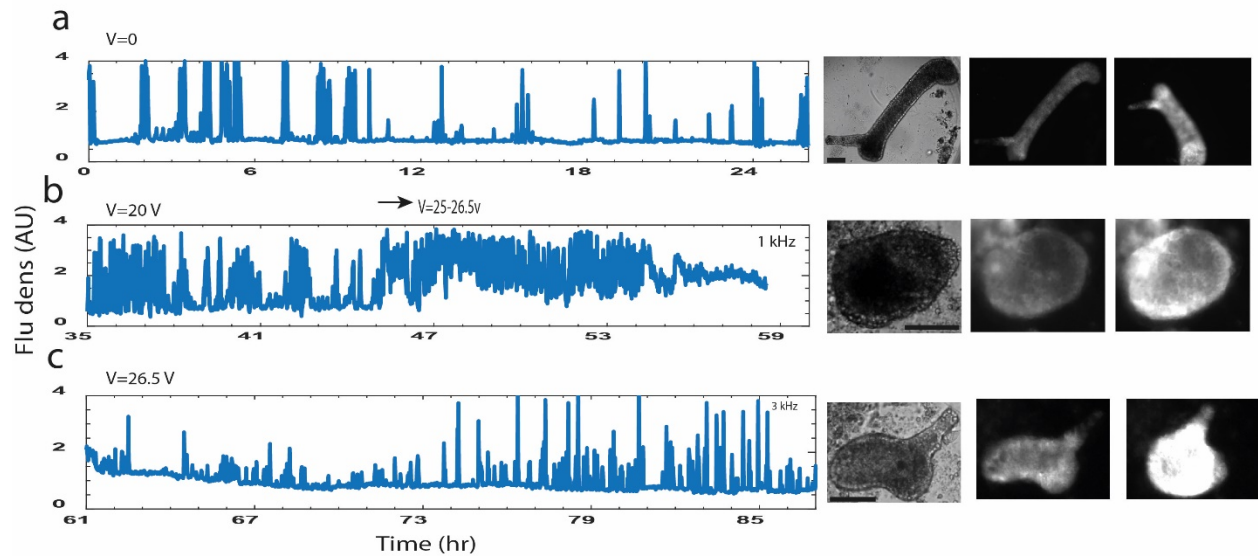 a
V=0
4
2
0
0 6 12 18 24
b
V=20 V
V=25-26.5v
4
1 kHz
2
0
35 41 47 53 59
Flu dens (AU)
c
V=26.5 V
4
3 kHz
2
0
61 67 73 79 85
Time (hr)